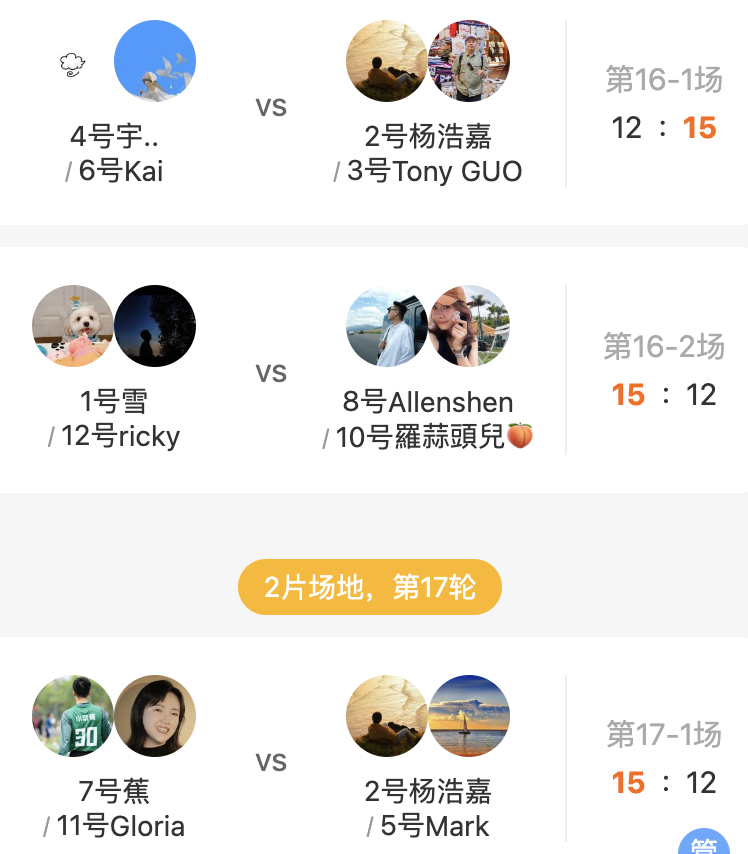 4号宇..
/ 6号Kai
vs
2号杨浩嘉
/ 3号Tony GUO
第16-1场
12 : 15
1号雪
/ 12号ricky
vs
8号Allenshen
/ 10号羅蒜頭兒🍑
第16-2场
15 : 12
2片场地，第17轮
7号蕉
/ 11号Gloria
vs
2号杨浩嘉
/ 5号Mark
第17-1场
15 : 12
30